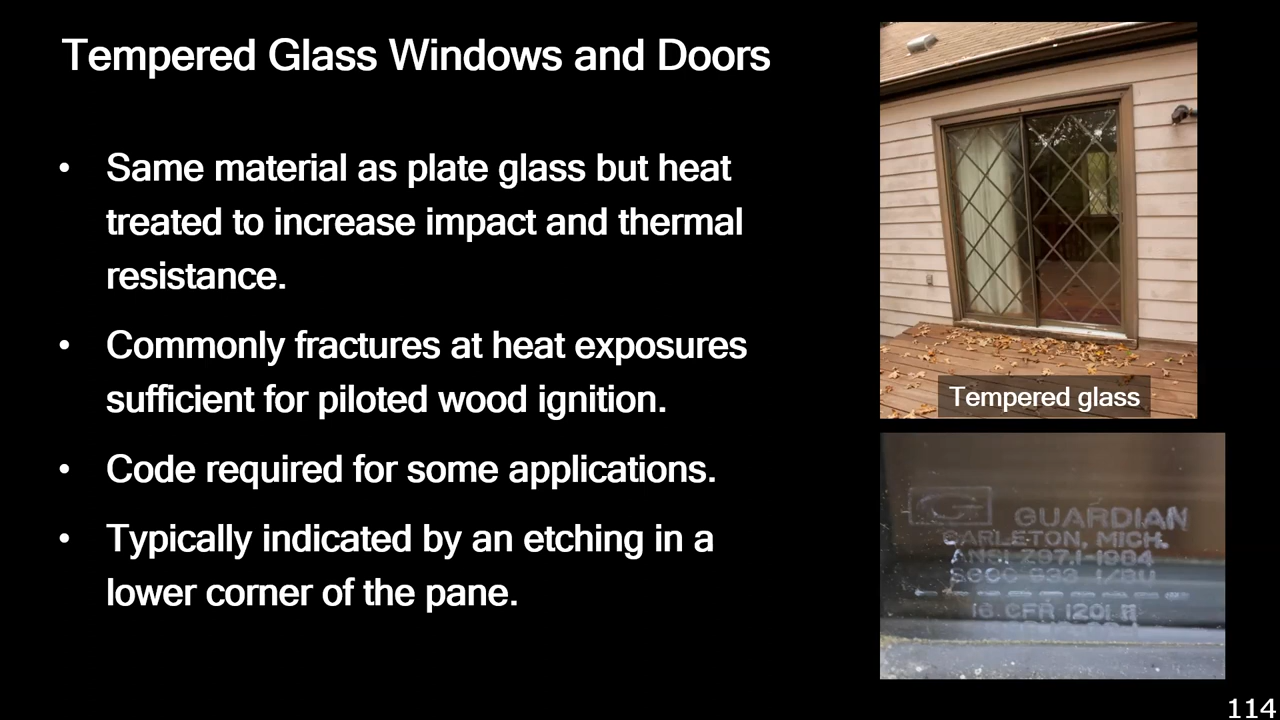 Tempered Glass Windows and Doors
• Same material as plate glass but heat
treated to increase impact and thermal
resistance.
• Commonly fractures at heat exposures
sufficient for piloted wood ignition.
• Code required for some applications.
• Typically indicated by an etching in a
lower corner of the pane.
Tempered glass
G GUARDIAN
CARLETON, MICH.
ANSI Z97.1-1984
SGCC
16 CFR 1201 II
114